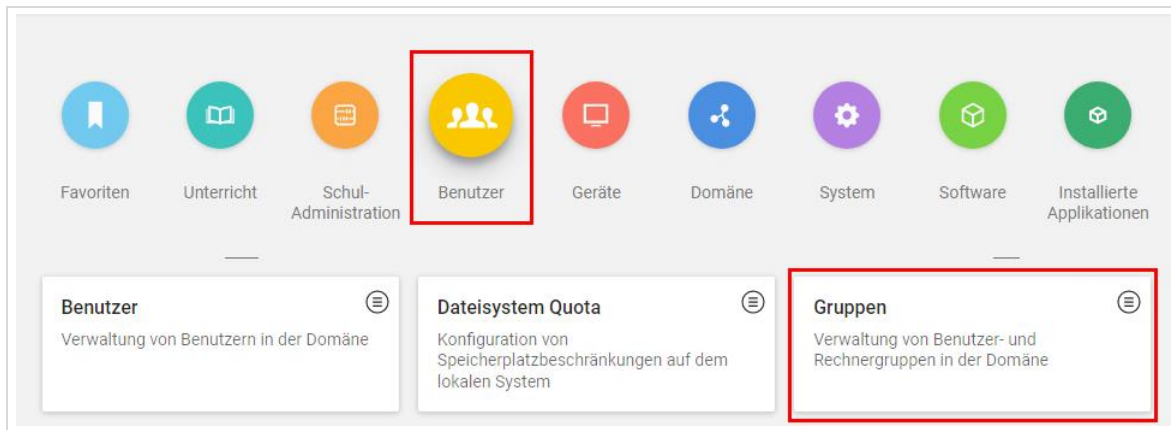 Favoriten
Unterricht
Schul-
Administration
Benutzer
Geräte
Domäne
System
Software
Installierte
Applikationen
Benutzer
Verwaltung von Benutzern in der Domäne
Dateisystem Quota
Konfiguration von
Speicherplatzbeschränkungen auf dem
lokalen System
Gruppen
Verwaltung von Benutzer- und
Rechnergruppen in der Domäne